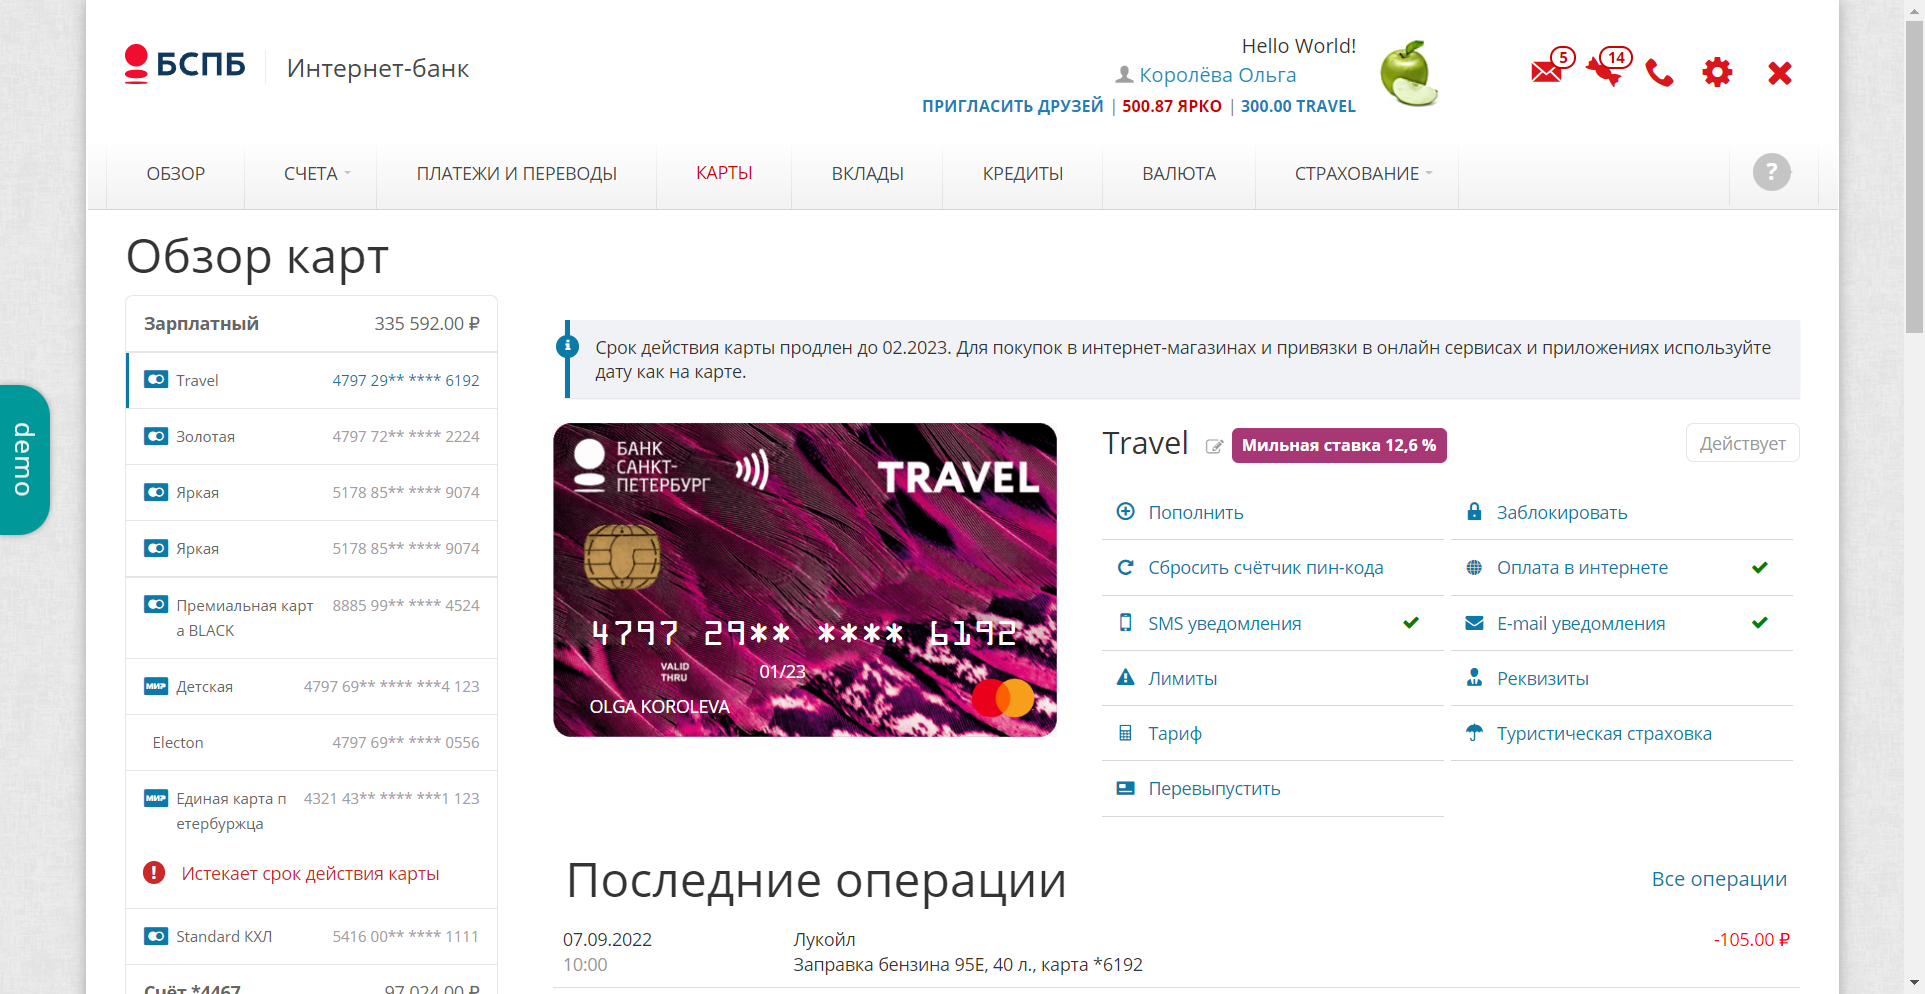 БСПБ
Интернет-банк
Hello World!
Королёва Ольга
ПРИГЛАСИТЬ ДРУЗЕЙ | 500.87 ЯРКО | 300.00 TRAVEL
5
14
ОБЗОР
СЧЕТА
ПЛАТЕЖИ И ПЕРЕВОДЫ
КАРТЫ
ВКЛАДЫ
КРЕДИТЫ
ВАЛЮТА
СТРАХОВАНИЕ
?
demo
Обзор карт
Зарплатный 335 592.00 ₽
Travel 4797 29** **** 6192
Золотая 4797 72** **** 2224
Яркая 5178 85** **** 9074
Яркая 5178 85** **** 9074
Премиальная карт 8885 99** **** 4524
а BLACK
МИР Детская 4797 69** **** ***4 123
Electon 4797 69** **** 0556
МИР Единая карта п 4321 43** **** ***1 123
етербуржца
Истекает срок действия карты
Standard КХЛ 5416 00** **** 1111
Счёт *4467 97 024.00 ₽
Срок действия карты продлен до 02.2023. Для покупок в интернет-магазинах и привязки в онлайн сервисах и приложениях используйте
дату как на карте.
БАНК
САНКТ-
ПЕТЕРБУРГ
TRAVEL
4797 29** **** 6192
VALID
THRU
01/23
OLGA KOROLEVA
Travel
Мильная ставка 12,6 %
Действует
Пополнить
Заблокировать
Сбросить счётчик пин-кода
Оплата в интернете
SMS уведомления
E-mail уведомления
Лимиты
Реквизиты
Тариф
Туристическая страховка
Перевыпустить
Последние операции
Все операции
07.09.2022 Лукойл -105.00 ₽
10:00 Заправка бензина 95Е, 40 л., карта *6192